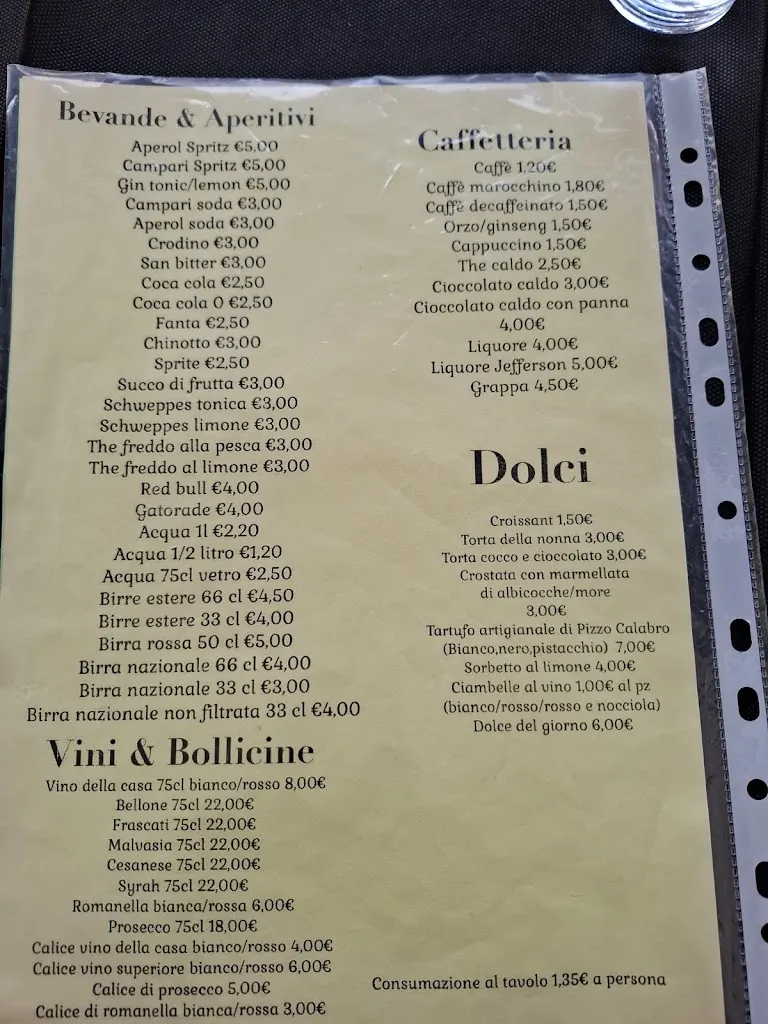 Bevande & Aperitivi
Aperol Spritz €5,00
Campari Spritz €5,00
Gin tonic/lemon €5,00
Campari soda €3,00
Aperol soda €3,00
Crodino €3,00
San bitter €3,00
Coca cola €2,50
Coca cola 0 €2,50
Fanta €2,50
Chinotto €3,00
Sprite €2,50
Succo di frutta €3,00
Schweppes tonica €3,00
Schweppes limone €3,00
The freddo alla pesca €3,00
The freddo al limone €3,00
Red bull €4,00
Gatorade €4,00
Acqua 1l €2,20
Acqua 1/2 litro €1,20
Acqua 75cl vetro €2,50
Birre estere 66 cl €4,50
Birre estere 33 cl €4,00
Birra rossa 50 cl €5,00
Birra nazionale 66 cl €4,00
Birra nazionale 33 cl €3,00
Birra nazionale non filtrata 33 cl €4,00
Vini & Bollicine
Vino della casa 75cl bianco/rosso 8,00€
Bellone 75cl 22,00€
Frascati 75cl 22,00€
Malvasia 75cl 22,00€
Cesanese 75cl 22,00€
Syrah 75cl 22,00€
Romanella bianca/rossa 6,00€
Prosecco 75cl 18,00€
Calice vino della casa bianco/rosso 4,00€
Calice vino superiore bianco/rosso 6,00€
Calice di prosecco 5,00€
Calice di romanella bianca/rossa 3,00€
Caffetteria
Caffè 1,20€
Caffè marocchino 1,80€
Caffè decaffeinato 1,50€
Orzo/ginseng 1,50€
Cappuccino 1,50€
The caldo 2,50€
Cioccolato caldo 3,00€
Cioccolato caldo con panna
4,00€
Liquore 4,00€
Liquore Jefferson 5,00€
Grappa 4,50€
Dolci
Croissant 1,50€
Torta della nonna 3,00€
Torta cocco e cioccolato 3,00€
Crostata con marmellata
di albicocche/more
3,00€
Tartufo artigianale di Pizzo Calabro
(Bianco,nero,pistacchio) 7,00€
Sorbetto al limone 4,00€
Ciambelle al vino 1,00€ al pz
(bianco/rosso/rosso e nocciola)
Dolce del giorno 6,00€
Consumazione al tavolo 1,35€ a persona